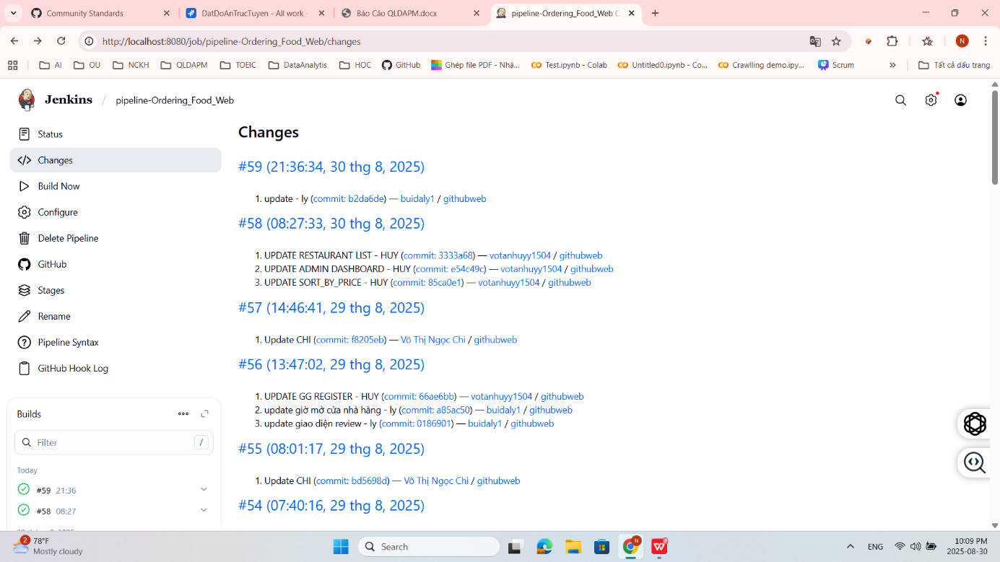 Community Standards
DatDoAnTrucTuyen - All work -
Báo Cáo QLDAPM.docx
pipeline-Ordering_Food_Web C
http://localhost:8080/job/pipeline-Ordering_Food_Web/changes
N
AI
OU
NCKH
QLDAPM
TOEIC
DataAnalytis
HỌC
GitHub
Ghép file PDF - Nhậ...
Test.ipynb - Colab
Untitled0.ipynb - Co...
Crawlling demo.ipy...
Scrum
»
Tất cả dấu trang
Jenkins / pipeline-Ordering_Food_Web
Status
Changes
Build Now
Configure
Delete Pipeline
GitHub
Stages
Rename
Pipeline Syntax
GitHub Hook Log
Builds
Filter
/
Today
#59 21:36
#58 08:27
Changes
#59 (21:36:34, 30 thg 8, 2025)
1. update - ly (commit: b2da6de) — buidaly1 / githubweb
#58 (08:27:33, 30 thg 8, 2025)
1. UPDATE RESTAURANT LIST - HUY (commit: 3333a68) — votanhuyy1504 / githubweb
2. UPDATE ADMIN DASHBOARD - HUY (commit: e54c49c) — votanhuyy1504 / githubweb
3. UPDATE SORT_BY_PRICE - HUY (commit: 85ca0e1) — votanhuyy1504 / githubweb
#57 (14:46:41, 29 thg 8, 2025)
1. Update CHI (commit: f8205eb) — Võ Thị Ngọc Chi / githubweb
#56 (13:47:02, 29 thg 8, 2025)
1. UPDATE GG REGISTER - HUY (commit: 66ae6bb) — votanhuyy1504 / githubweb
2. update giờ mở cửa nhà hàng - ly (commit: a85ac50) — buidaly1 / githubweb
3. update giao diện review - ly (commit: 0186901) — buidaly1 / githubweb
#55 (08:01:17, 29 thg 8, 2025)
1. Update CHI (commit: bd5698d) — Võ Thị Ngọc Chi / githubweb
#54 (07:40:16, 29 thg 8, 2025)
2
78°F
Mostly cloudy
Search
N
ENG
10:09 PM
2025-08-30